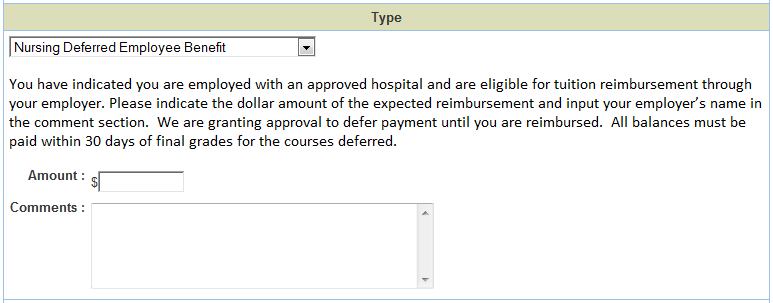 Type
Nursing Deferred Employee Benefit
You have indicated you are employed with an approved hospital and are eligible for tuition reimbursement through
your employer. Please indicate the dollar amount of the expected reimbursement and input your employer’s name in
the comment section.  We are granting approval to defer payment until you are reimbursed.  All balances must be
paid within 30 days of final grades for the courses deferred.
Amount : $
Comments :